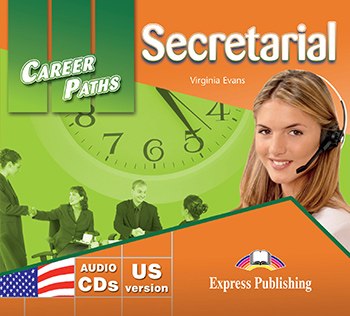 CAREER
PATHS
Secretarial
Virginia Evans
AUDIO
CDs
US
version
Express Publishing